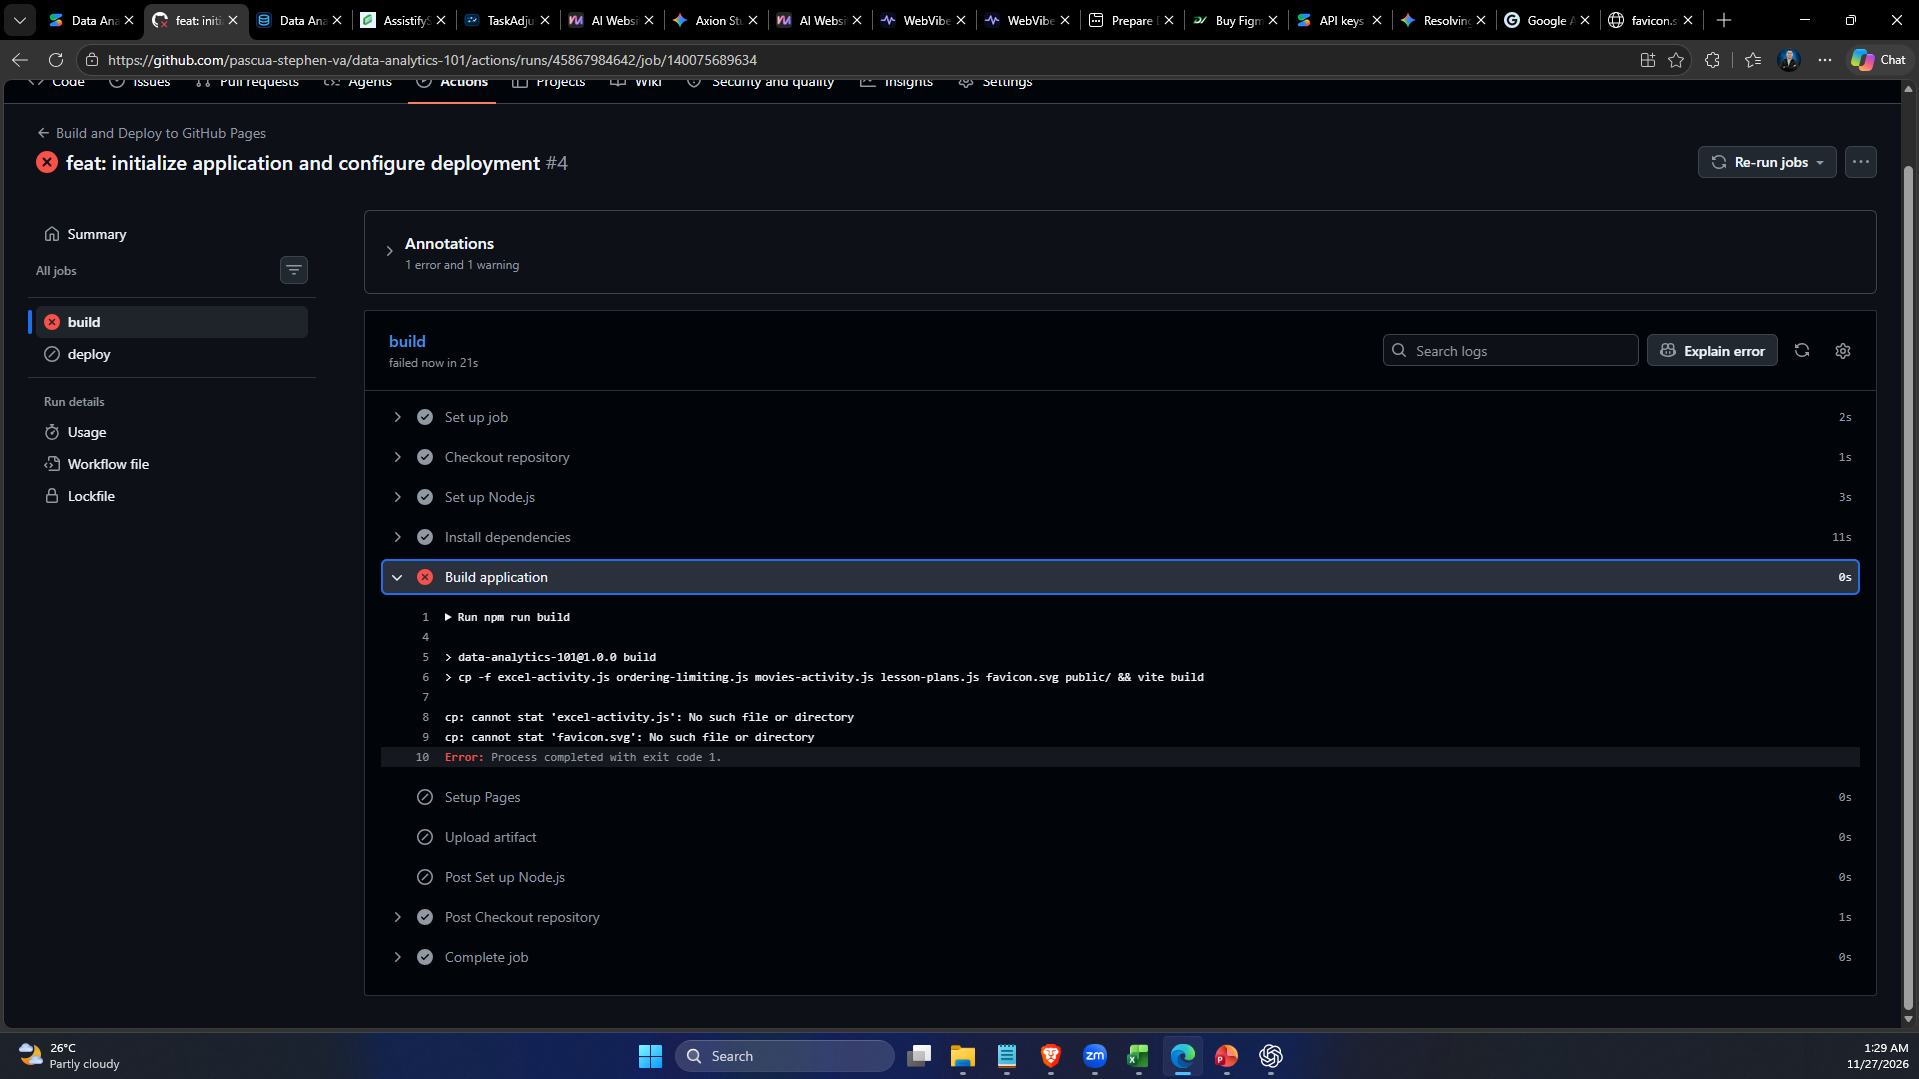 Data Ana
feat: initi
Data Ana
AssistifyS
TaskAdju
AI Websi
Axion Stu
AI Websi
WebVibe
WebVibe
Prepare D
Buy Figm
API keys
Resolving
Google A
favicon.s
https://github.com/pascua-stephen-va/data-analytics-101/actions/runs/45867984642/job/140075689634
Chat
Code
Issues
Pull requests
Agents
Actions
Projects
Wiki
Security and quality
Insights
Settings
Build and Deploy to GitHub Pages
feat: initialize application and configure deployment #4
Re-run jobs
Summary
All jobs
build
deploy
Run details
Usage
Workflow file
Lockfile
Annotations
1 error and 1 warning
build
failed now in 21s
Search logs
Explain error
Set up job 2s
Checkout repository 1s
Set up Node.js 3s
Install dependencies 11s
Build application 0s
1 Run npm run build
4
5 > data-analytics-101@1.0.0 build
6 > cp -f excel-activity.js ordering-limiting.js movies-activity.js lesson-plans.js favicon.svg public/ && vite build
7
8 cp: cannot stat 'excel-activity.js': No such file or directory
9 cp: cannot stat 'favicon.svg': No such file or directory
10 Error: Process completed with exit code 1.
Setup Pages 0s
Upload artifact 0s
Post Set up Node.js 0s
Post Checkout repository 1s
Complete job 0s
26°C
Partly cloudy
Search
zm
1:29 AM
11/27/2026